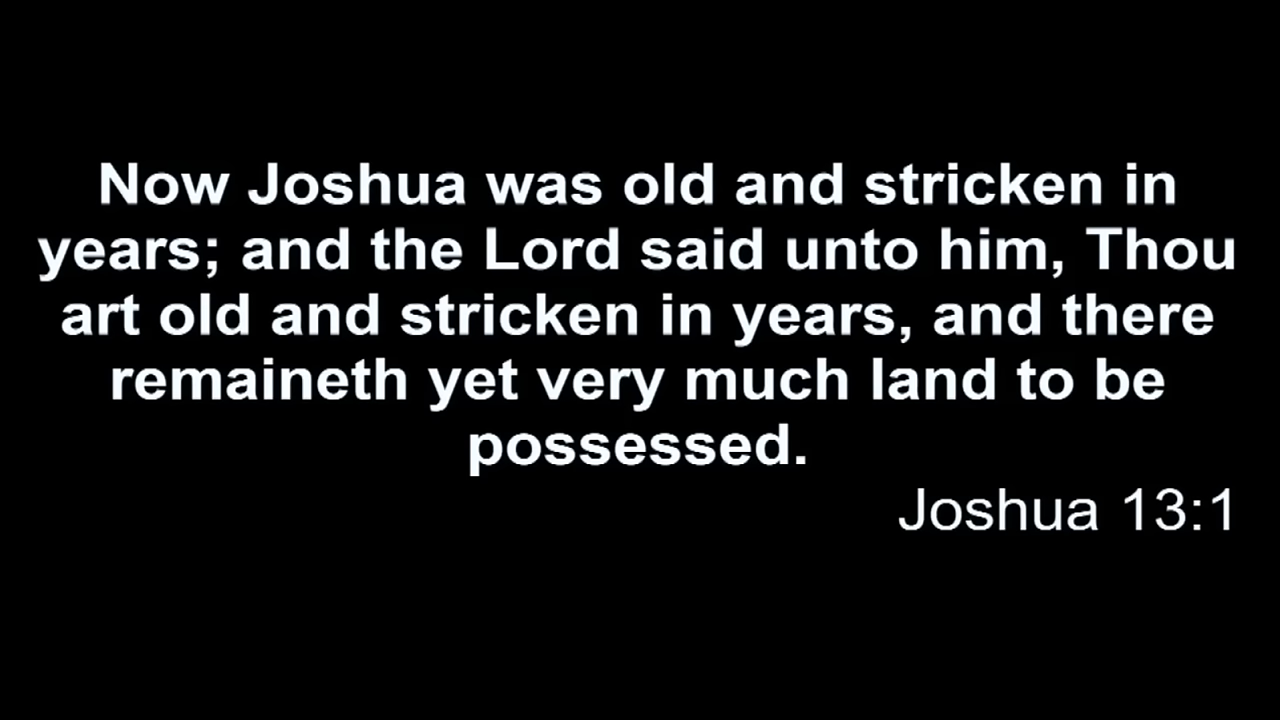 Now Joshua was old and stricken in
years; and the Lord said unto him, Thou
art old and stricken in years, and there
remaineth yet very much land to be
possessed.
Joshua 13:1